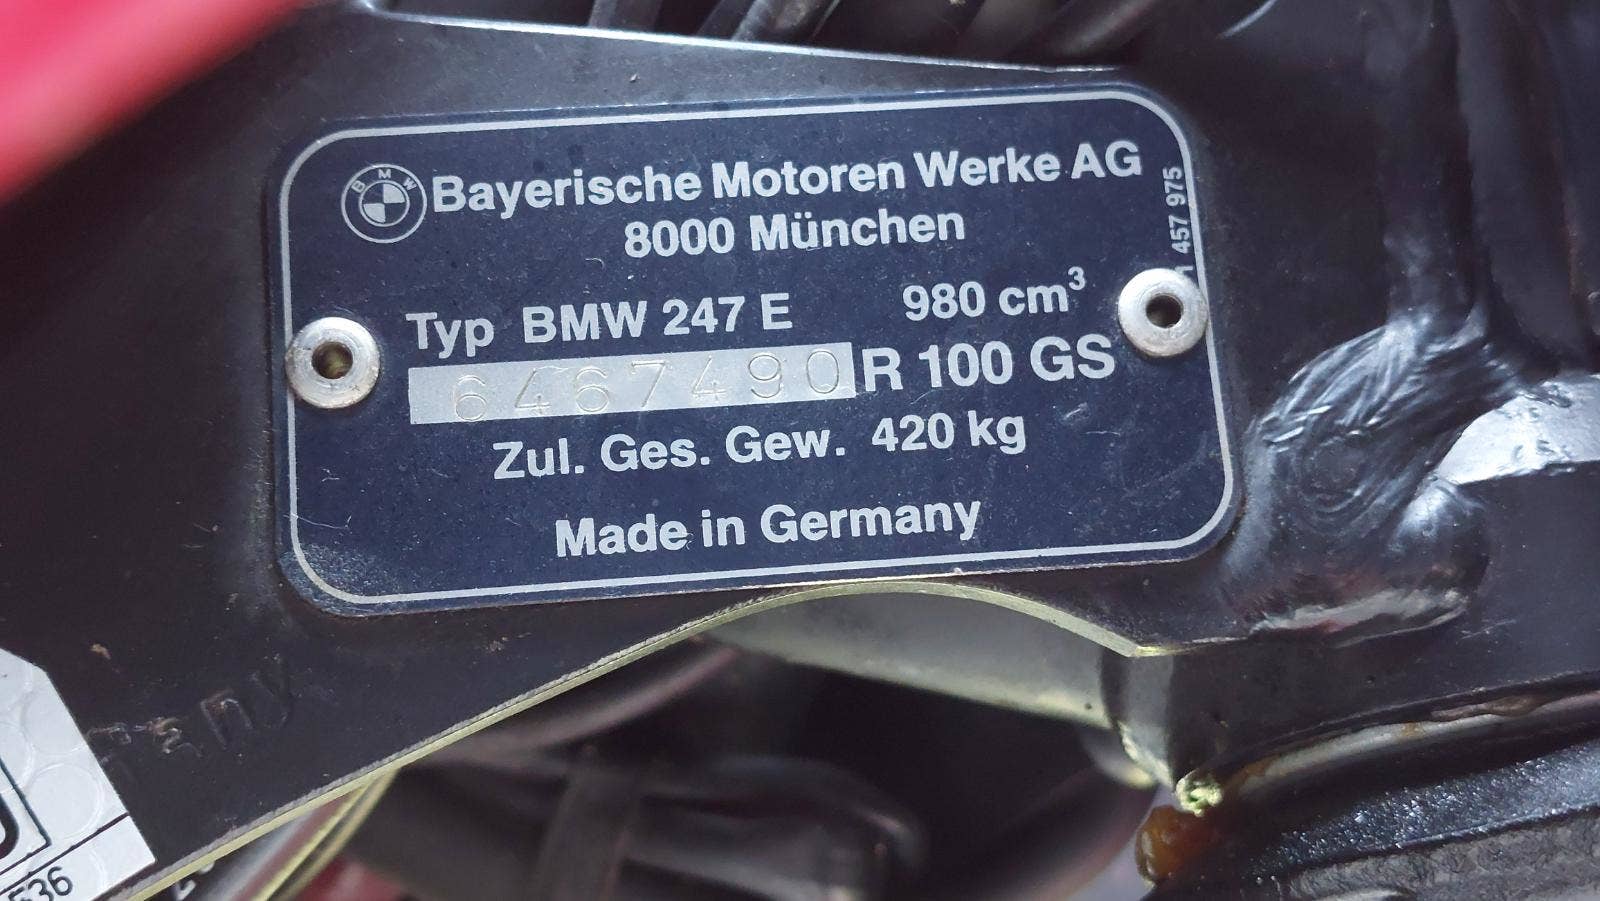 BMW Bayerische Motoren Werke AG
8000 München
Typ BMW 247 E 980 cm³
6467490 R 100 GS
Zul. Ges. Gew. 420 kg
Made in Germany
457 975
536